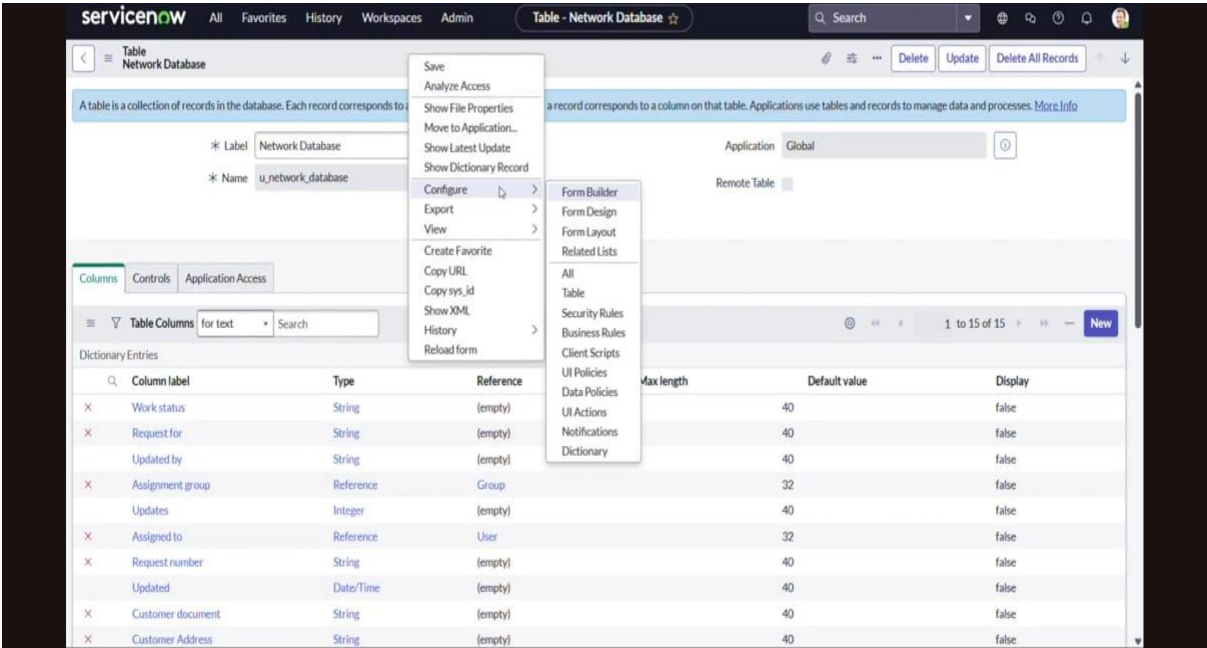 servicenow All Favorites History Workspaces Admin Table - Network Database Search
Table
Network Database
Delete Update Delete All Records
A table is a collection of records in the database. Each record corresponds to a record corresponds to a column on that table. Applications use tables and records to manage data and processes. More Info
Label Network Database
Application Global
Name u_network_database
Remote Table
Save
Analyze Access
Show File Properties
Move to Application...
Show Latest Update
Show Dictionary Record
Configure
Export
View
Create Favorite
Copy URL
Copy sys_id
Show XML
History
Reload form
Form Builder
Form Design
Form Layout
Related Lists
All
Table
Security Rules
Business Rules
Client Scripts
UI Policies
Data Policies
UI Actions
Notifications
Dictionary
Columns Controls Application Access
Table Columns for text Search 1 to 15 of 15 New
Dictionary Entries
Column label Type Reference Max length Default value Display
Work status String (empty) 40 false
Request for String (empty) 40 false
Updated by String (empty) 40 false
Assignment group Reference Group 32 false
Updates Integer (empty) 40 false
Assigned to Reference User 32 false
Request number String (empty) 40 false
Updated Date/Time (empty) 40 false
Customer document String (empty) 40 false
Customer Address String (empty) 40 false